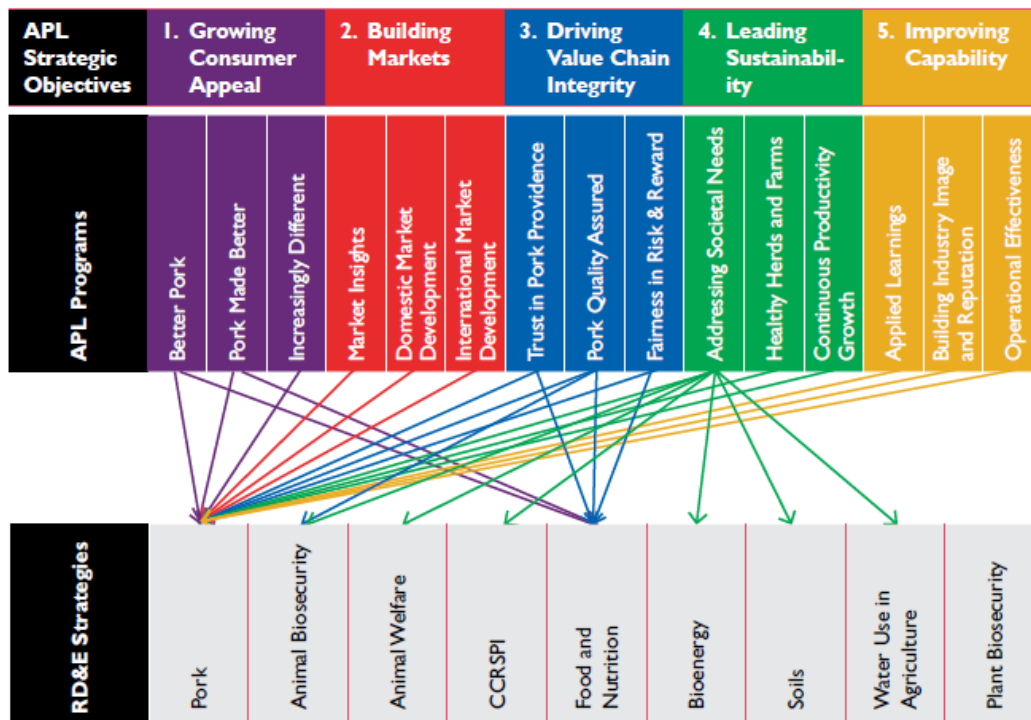 APL
Strategic
Objectives
1. Growing
Consumer
Appeal
2. Building
Markets
3. Driving
Value Chain
Integrity
4. Leading
Sustainabil-
ity
5. Improving
Capability
APL Programs
Better Pork
Pork Made Better
Increasingly Different
Market Insights
Domestic Market
Development
International Market
Development
Trust in Pork Providence
Pork Quality Assured
Fairness in Risk & Reward
Addressing Societal Needs
Healthy Herds and Farms
Continuous Productivity
Growth
Applied Learnings
Building Industry Image
and Reputation
Operational Effectiveness
RD&E Strategies
Pork
Animal Biosecurity
Animal Welfare
CCRSPI
Food and
Nutrition
Bioenergy
Soils
Water Use in
Agriculture
Plant Biosecurity